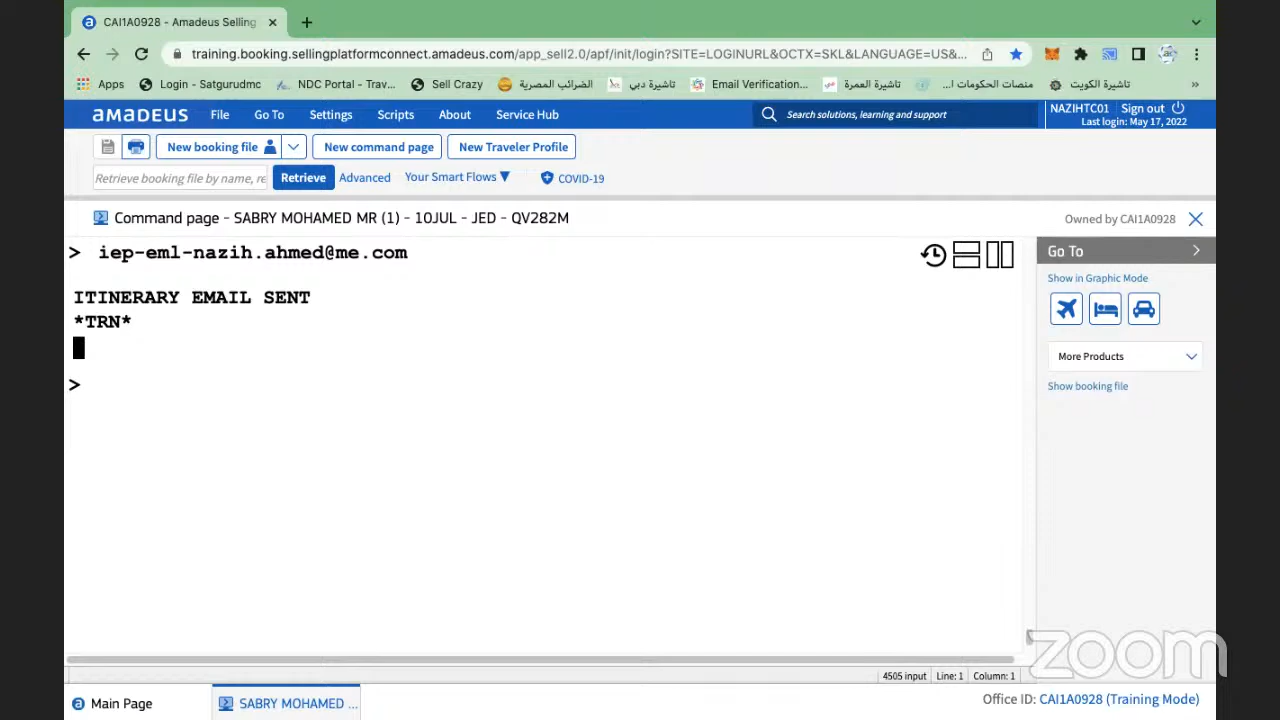 CAI1A0928 - Amadeus Selling
training.booking.sellingplatformconnect.amadeus.com/app_sell2.0/apf/init/login?SITE=LOGINURL&OCTX=SKL&LANGUAGE=US&...
Apps Login - Satgurudmc NDC Portal - Trav... Sell Crazy الضرائب المصرية تاشيرة دبي Email Verification... تاشيرة العمرة منصات الحكومات ا... تاشيرة الكويت »
amadeus File Go To Settings Scripts About Service Hub Search solutions, learning and support NAZIHTC01 Sign out
Last login: May 17, 2022
New booking file New command page New Traveler Profile
Retrieve booking file by name, re Retrieve Advanced Your Smart Flows COVID-19
Command page - SABRY MOHAMED MR (1) - 10JUL - JED - QV282M Owned by CAI1A0928
> iep-eml-nazih.ahmed@me.com
ITINERARY EMAIL SENT
*TRN*
>
Go To
Show in Graphic Mode
More Products
Show booking file
zoom
4505 input Line: 1 Column: 1
Main Page SABRY MOHAMED ... Office ID: CAI1A0928 (Training Mode)